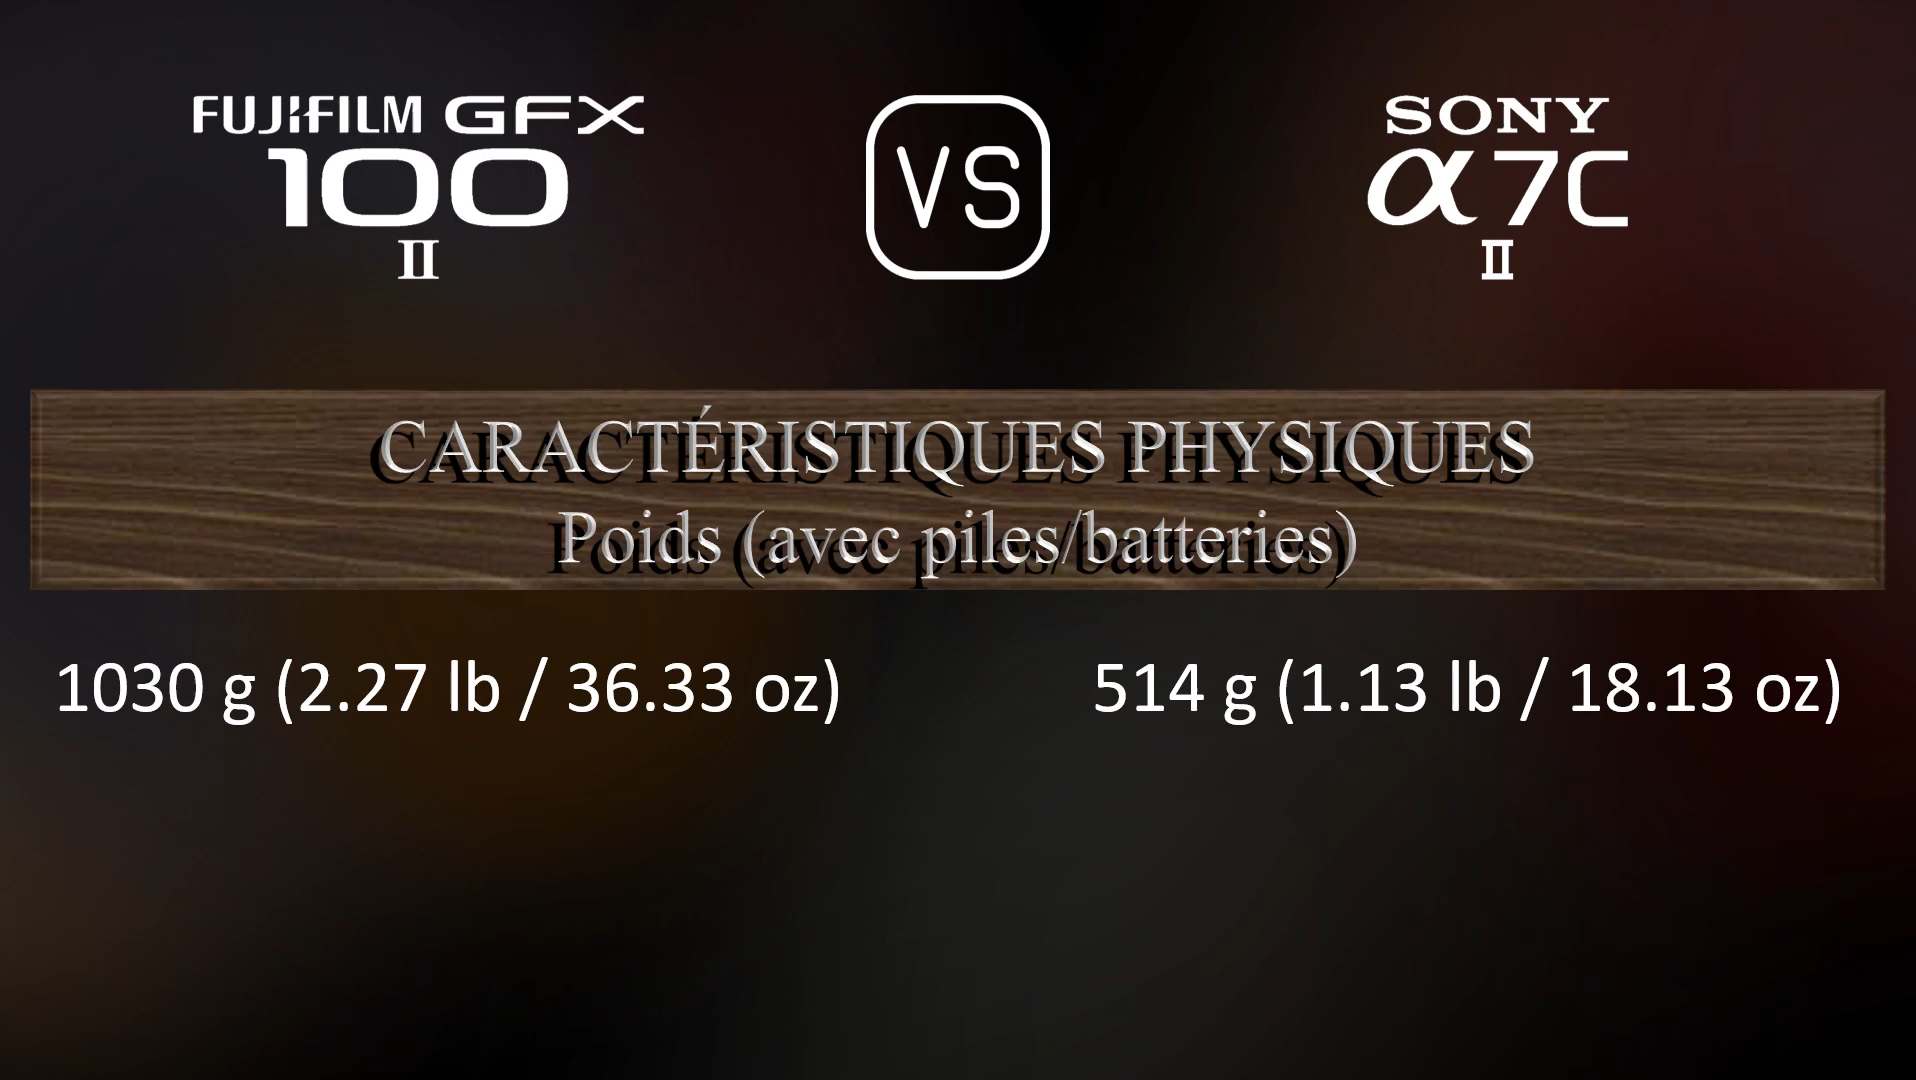 FUJIFILM GFX
100
II
VS
SONY
α7C
II
CARACTÉRISTIQUES PHYSIQUES
Poids (avec piles/batteries)
1030 g (2.27 lb / 36.33 oz)
514 g (1.13 lb / 18.13 oz)